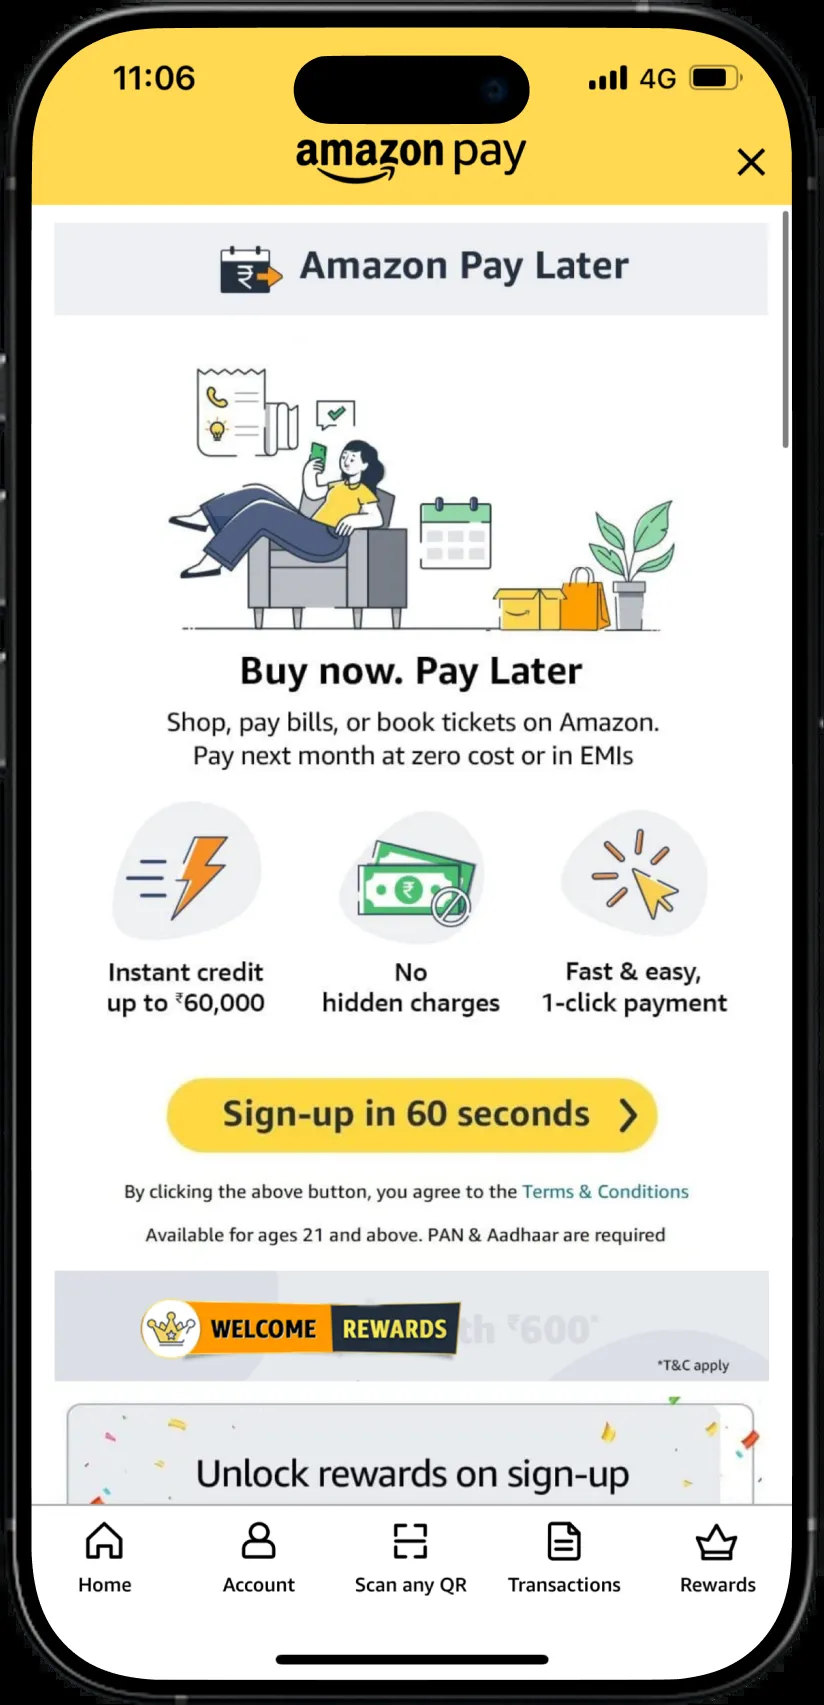 11:06
4G
amazon pay
Amazon Pay Later
Buy now. Pay Later
Shop, pay bills, or book tickets on Amazon.
Pay next month at zero cost or in EMIs
Instant credit
up to ₹60,000
No
hidden charges
Fast & easy,
1-click payment
Sign-up in 60 seconds
By clicking the above button, you agree to the Terms & Conditions
Available for ages 21 and above. PAN & Aadhaar are required
WELCOME REWARDS
₹600*
*T&C apply
Unlock rewards on sign-up
Home
Account
Scan any QR
Transactions
Rewards